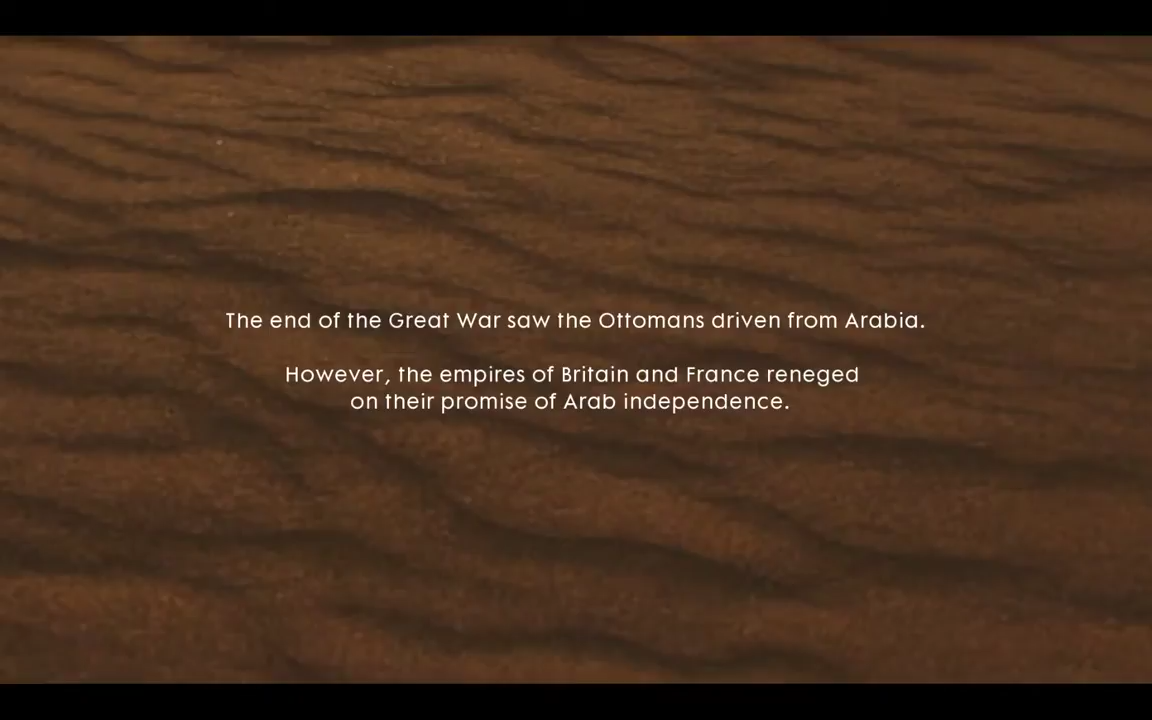 The end of the Great War saw the Ottomans driven from Arabia.
However, the empires of Britain and France reneged
on their promise of Arab independence.